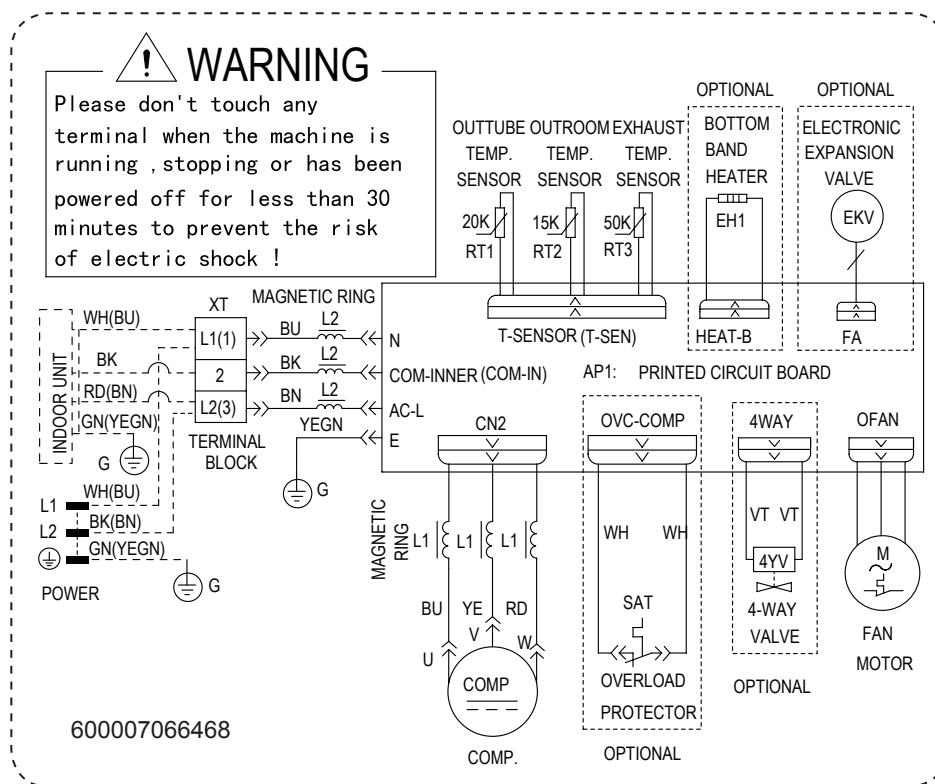 WARNING
Please don't touch any
terminal when the machine is
running ,stopping or has been
powered off for less than 30
minutes to prevent the risk
of electric shock !
OPTIONAL
OPTIONAL
OUTTUBE
TEMP.
SENSOR
OUTROOM
TEMP.
SENSOR
EXHAUST
TEMP.
SENSOR
BOTTOM
BAND
HEATER
ELECTRONIC
EXPANSION
VALVE
20K
RT1
15K
RT2
50K
RT3
EH1
EKV
T-SENSOR (T-SEN)
HEAT-B
FA
INDOOR UNIT
WH(BU)
BK
RD(BN)
GN(YEGN)
G
XT
L1(1)
2
L2(3)
TERMINAL
BLOCK
MAGNETIC RING
BU
L2
N
BK
L2
COM-INNER (COM-IN)
BN
L2
AC-L
YEGN
E
G
AP1: PRINTED CIRCUIT BOARD
L1
WH(BU)
L2
BK(BN)
GN(YEGN)
G
POWER
CN2
OVC-COMP
4WAY
OFAN
MAGNETIC
RING
L1
L1
L1
BU
YE
RD
U
V
W
COMP
COMP.
WH
WH
SAT
OVERLOAD
PROTECTOR
OPTIONAL
VT
VT
4YV
4-WAY
VALVE
OPTIONAL
M
FAN
MOTOR
600007066468